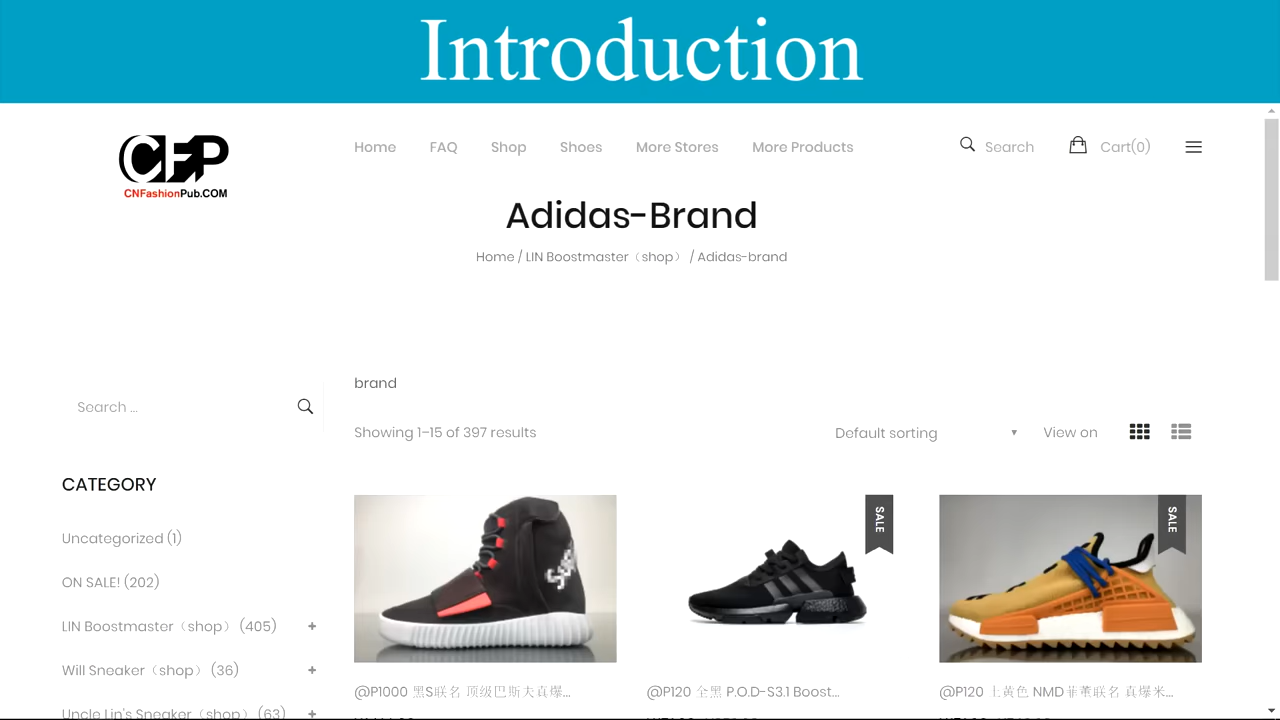 Introduction
CFP
CNFashionPub.COM
Home FAQ Shop Shoes More Stores More Products Search Cart(0)
Adidas-Brand
Home / LIN Boostmaster（shop） / Adidas-brand
brand
Search ...
Showing 1–15 of 397 results Default sorting View on
CATEGORY
Uncategorized (1)
ON SALE! (202)
LIN Boostmaster（shop） (405)
Will Sneaker（shop） (36)
Uncle Lin's Sneaker（shop） (63)
SALE
SALE
@P1000 黑S联名 顶级巴斯夫真爆...
@P120 全黑 P.O.D-S3.1 Boost...
@P120 土黄色 NMD菲董联名 真爆米...